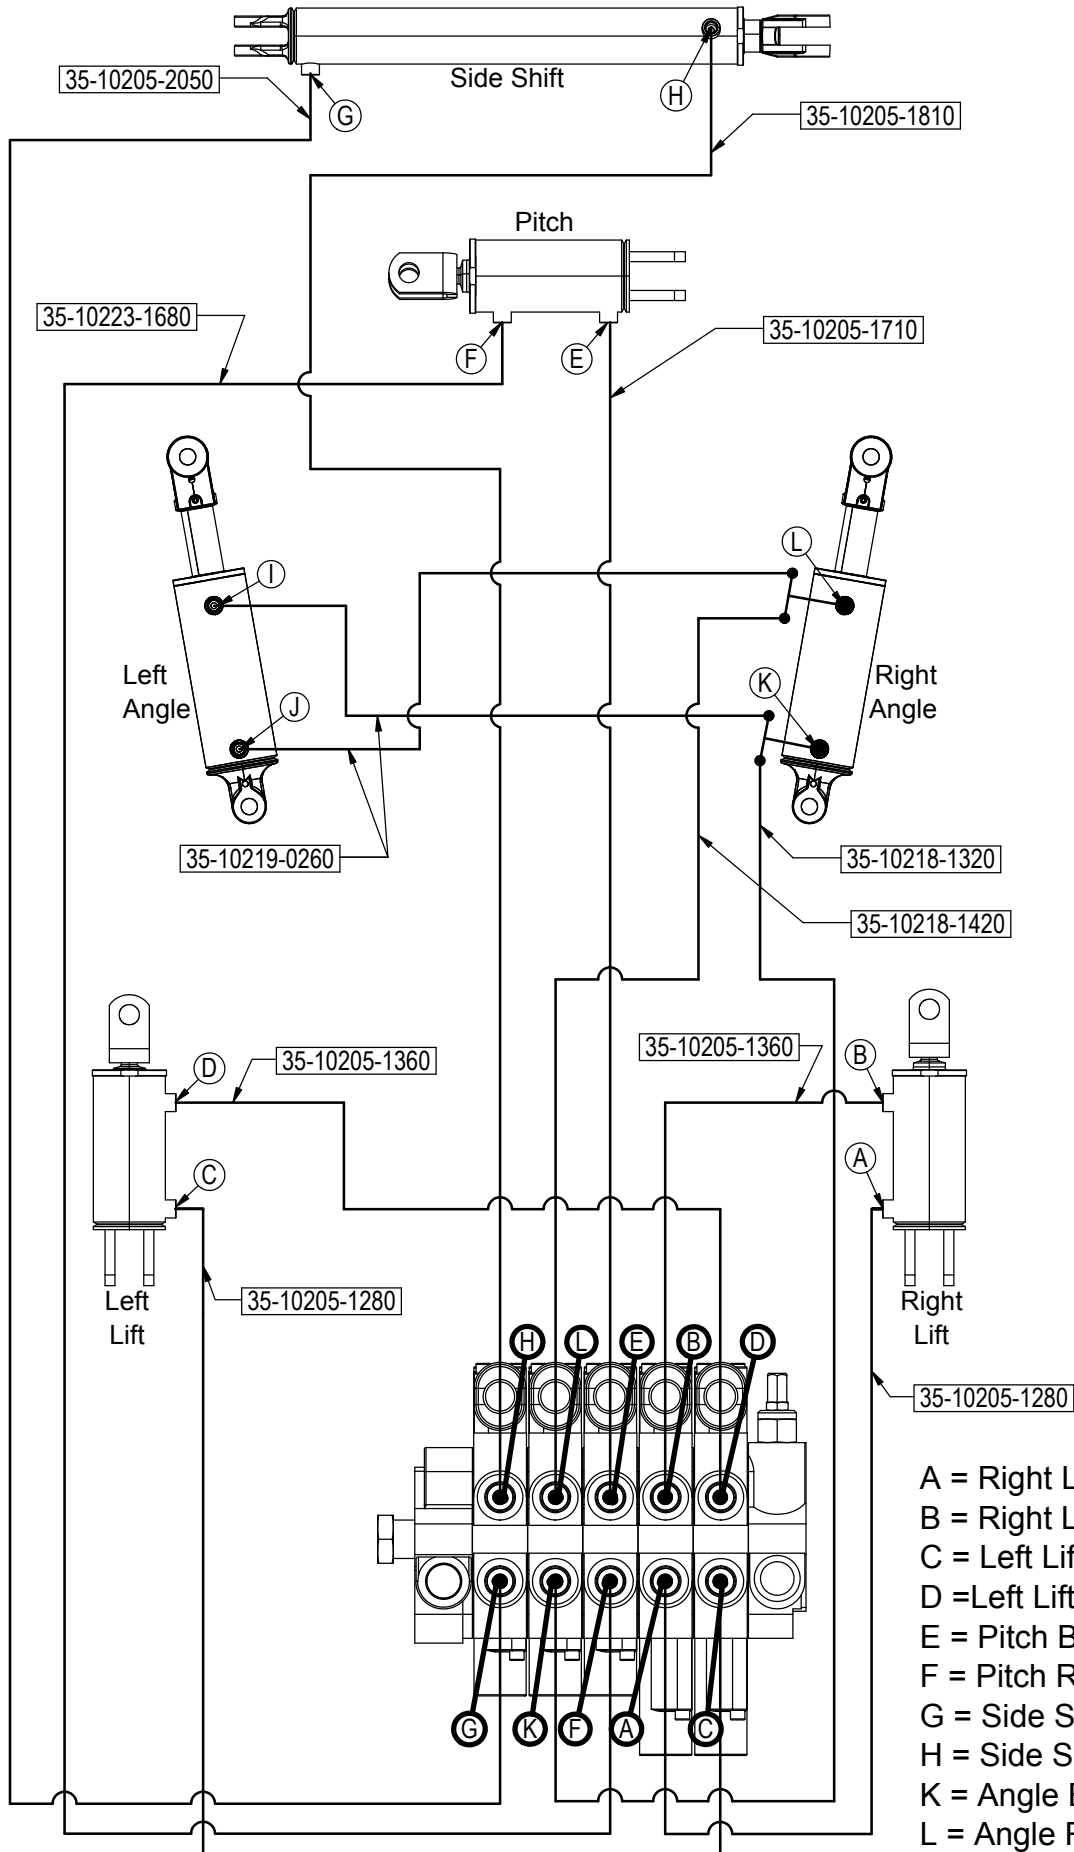 35-10205-2050
Side Shift
G
H
35-10205-1810
Pitch
35-10223-1680
F
E
35-10205-1710
I
L
Left
Angle
Right
Angle
J
K
35-10219-0260
35-10218-1320
35-10218-1420
35-10205-1360
35-10205-1360
D
B
C
A
35-10205-1280
Left
Lift
Right
Lift
H
L
E
B
D
35-10205-1280
G
K
F
A
C
A = Right
B = Right
C = Left
D =Left Lift
E = Pitch
F = Pitch
G = Side
H = Side
K = Angle
L = Angle